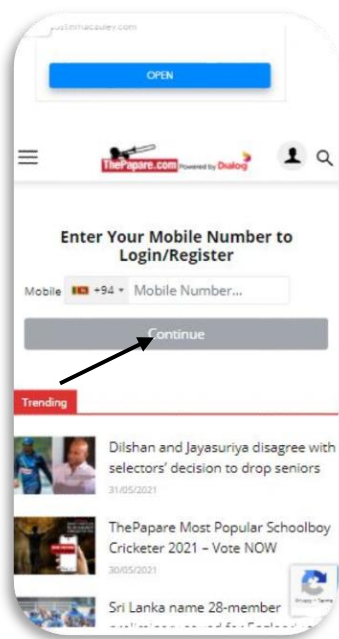 OPEN
ThePapare.com Powered by Dialog
Enter Your Mobile Number to
Login/Register
Mobile +94 Mobile Number...
Continue
Trending
Dilshan and Jayasuriya disagree with
selectors' decision to drop seniors
31/05/2021
ThePapare Most Popular Schoolboy
Cricketer 2021 – Vote NOW
30/05/2021
Privacy - Terms
Sri Lanka name 28-member